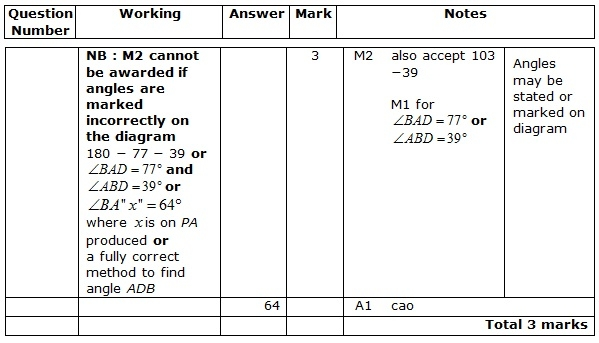 Question Number Working Answer Mark Notes
NB : M2 cannot
be awarded if
angles are
marked
incorrectly on
the diagram
180 − 77 − 39 or
∠BAD = 77° and
∠ABD = 39° or
∠BA" x" = 64°
where x is on PA
produced or
a fully correct
method to find
angle ADB
3
M2 also accept 103
−39
M1 for
∠BAD = 77° or
∠ABD = 39°
Angles
may be
stated or
marked on
diagram
64 A1 cao
Total 3 marks